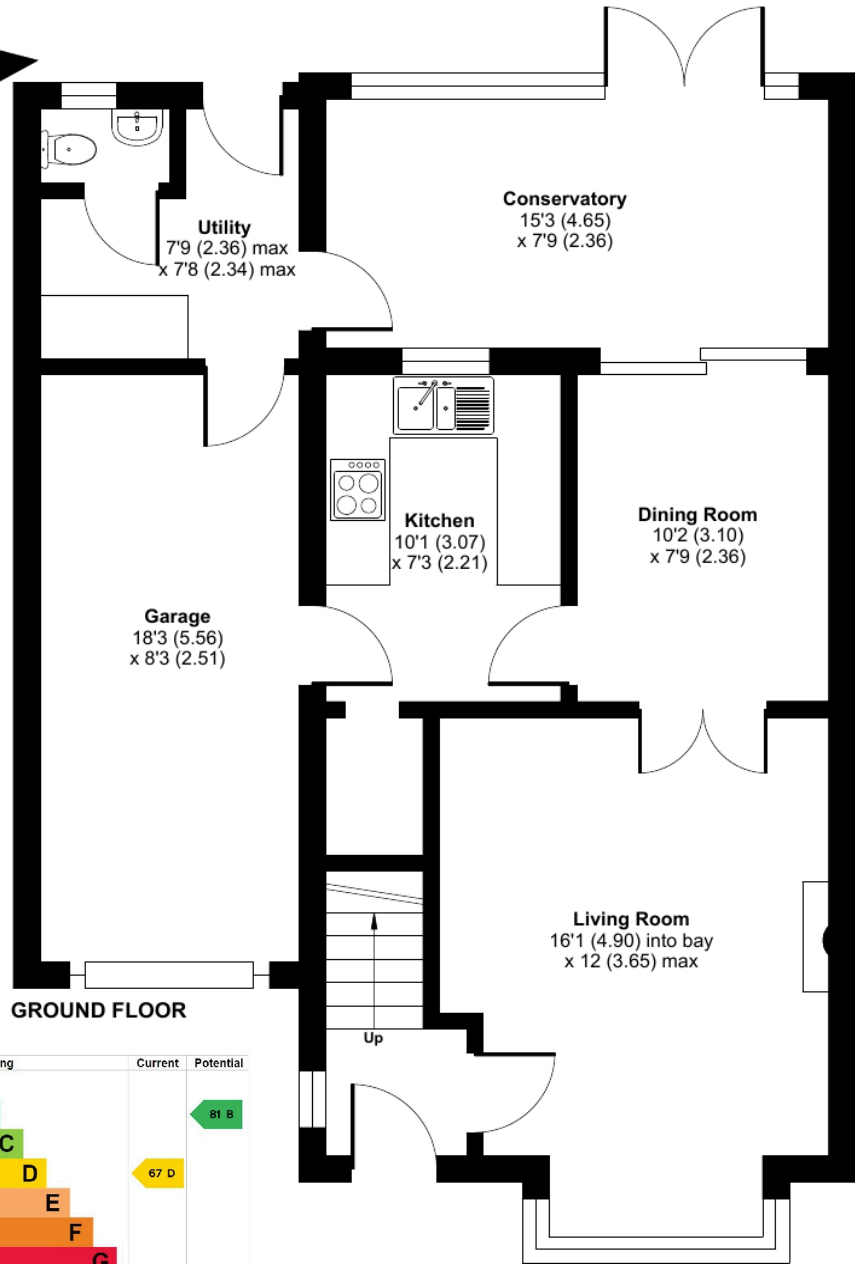 Conservatory
15'3 (4.65)
x 7'9 (2.36)
Utility
7'9 (2.36) max
x 7'8 (2.34) max
Kitchen
10'1 (3.07)
x 7'3 (2.21)
Dining Room
10'2 (3.10)
x 7'9 (2.36)
Garage
18'3 (5.56)
x 8'3 (2.51)
Living Room
16'1 (4.90) into bay
x 12 (3.65) max
Up
GROUND FLOOR
ng Current Potential
81 B
C
D 67 D
E
F
G